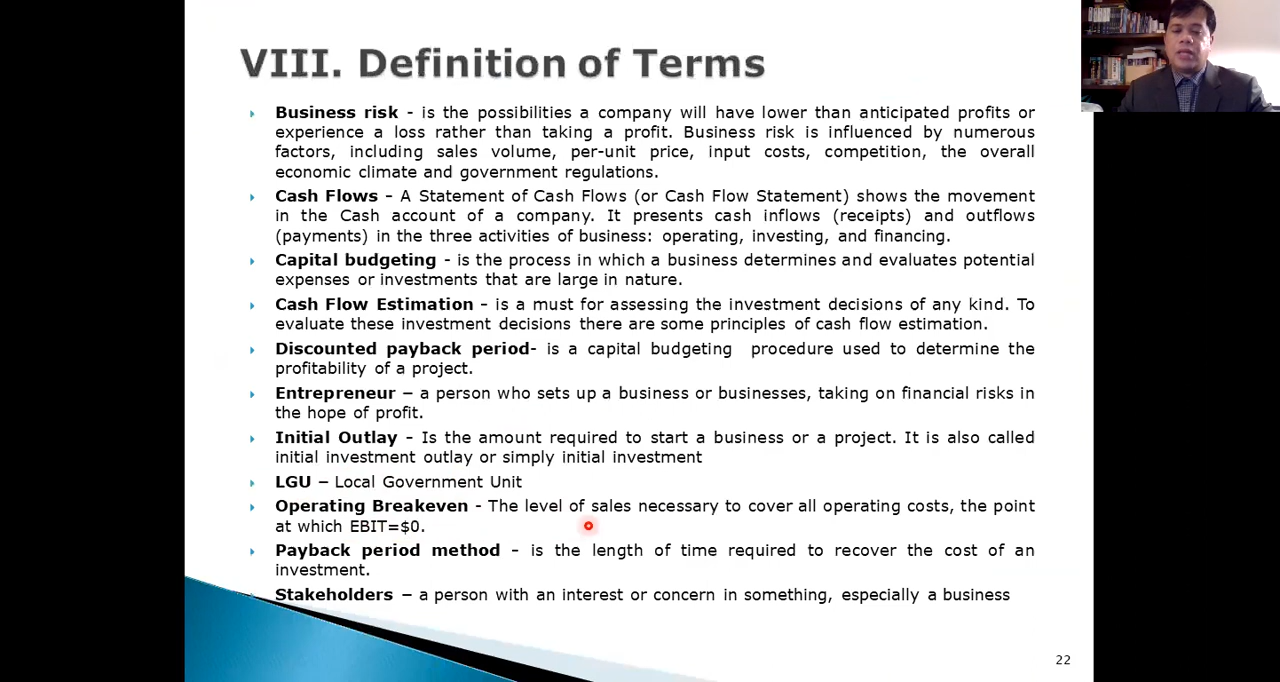 VIII. Definition of Terms
Business risk - is the possibilities a company will have lower than anticipated profits or
experience a loss rather than taking a profit. Business risk is influenced by numerous
factors, including sales volume, per-unit price, input costs, competition, the overall
economic climate and government regulations.
Cash Flows – A Statement of Cash Flows (or Cash Flow Statement) shows the movement
in the Cash account of a company. It presents cash inflows (receipts) and outflows
(payments) in the three activities of business: operating, investing, and financing.
Capital budgeting - is the process in which a business determines and evaluates potential
expenses or investments that are large in nature.
Cash Flow Estimation – is a must for assessing the investment decisions of any kind. To
evaluate these investment decisions there are some principles of cash flow estimation.
Discounted payback period- is a capital budgeting procedure used to determine the
profitability of a project.
Entrepreneur – a person who sets up a business or businesses, taking on financial risks in
the hope of profit.
Initial Outlay – Is the amount required to start a business or a project. It is also called
initial investment outlay or simply initial investment
LGU – Local Government Unit
Operating Breakeven - The level of sales necessary to cover all operating costs, the point
at which EBIT=$0.
Payback period method – is the length of time required to recover the cost of an
investment.
Stakeholders – a person with an interest or concern in something, especially a business
22